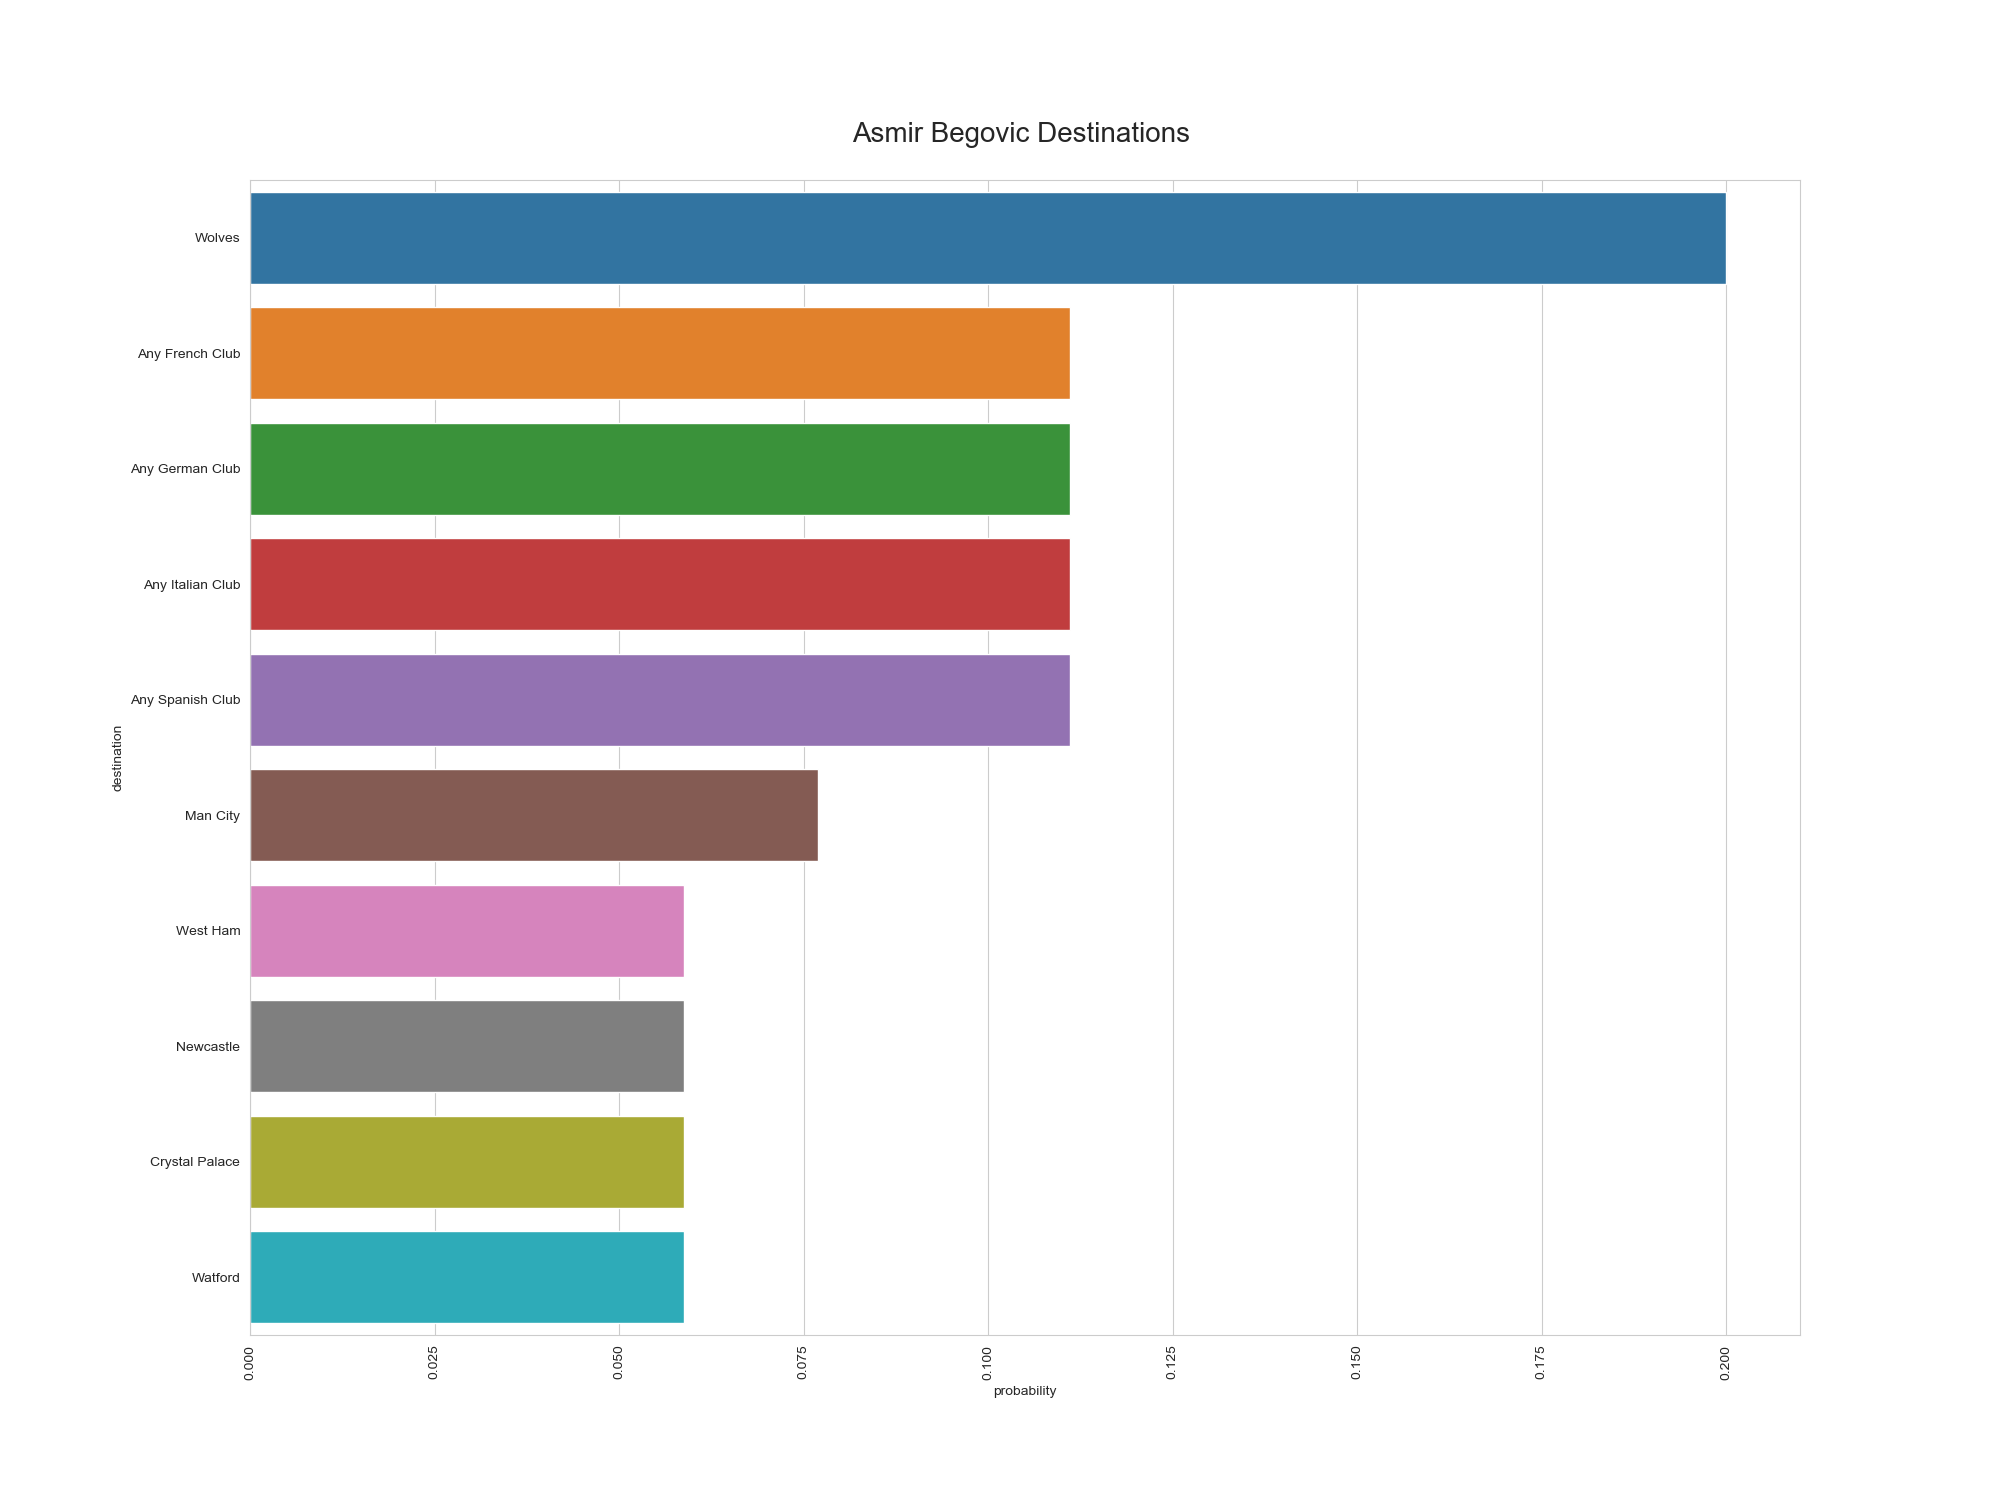 Asmir Begovic Destinations
destination
Wolves
Any French Club
Any German Club
Any Italian Club
Any Spanish Club
Man City
West Ham
Newcastle
Crystal Palace
Watford
0.000 0.025 0.050 0.075 0.100 0.125 0.150 0.175 0.200
probability